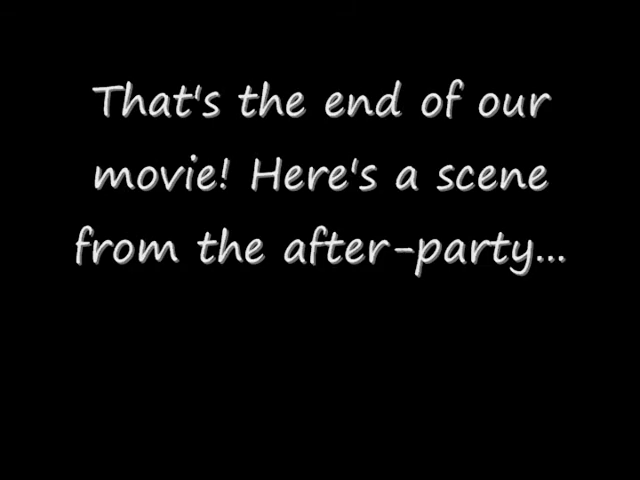 That's the end of our
movie! Here's a scene
from the after-party...